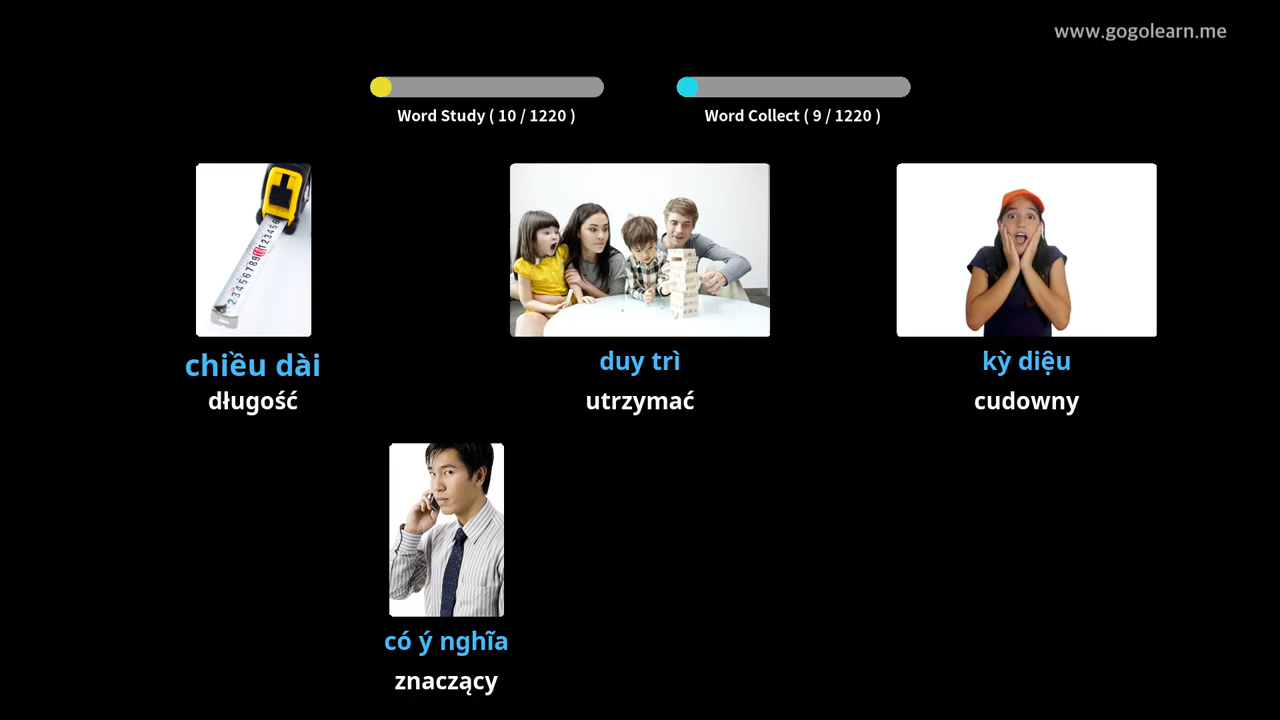 www.gogolearn.me
Word Study ( 10 / 1220 )
Word Collect ( 9 / 1220 )
chiều dài
długość
duy trì
utrzymać
kỳ diệu
cudowny
có ý nghĩa
znaczący